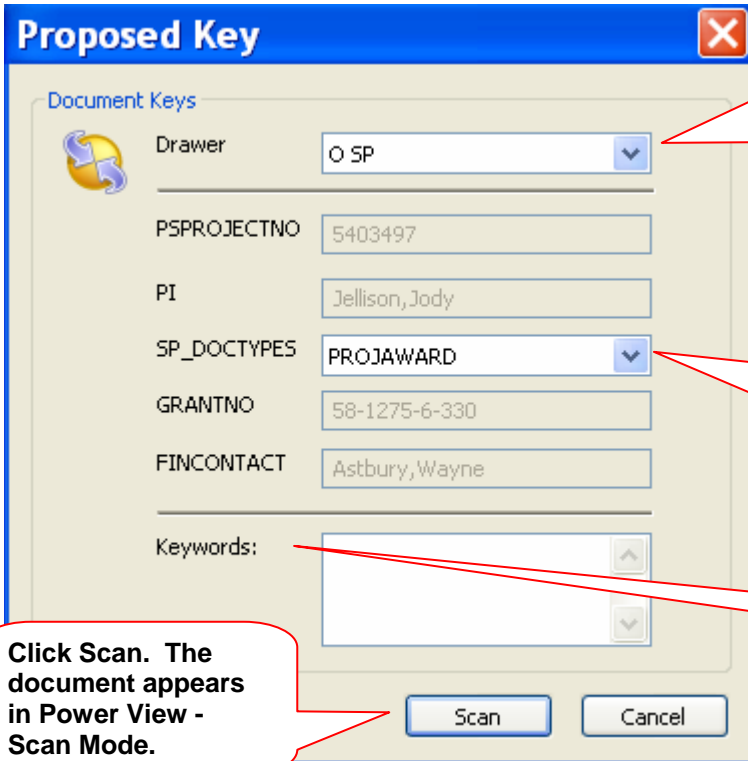 Proposed Key
Document Keys
Drawer O SP
PSPROJECTNO 5403497
PI Jellison,Jody
SP_DOCTYPES PROJAWARD
GRANTNO 58-1275-6-330
FINCONTACT Astbury,Wayne
Keywords:
Click Scan. The
document appears
in Power View -
Scan Mode.
Scan Cancel